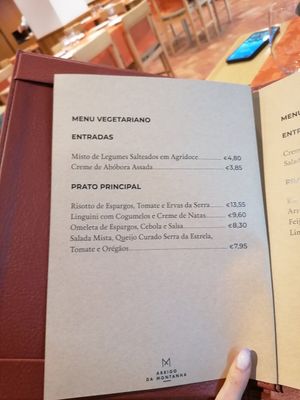 MENU VEGETARIANO
ENTRADAS
Misto de Legumes Salteados em Agridoce €4,80
Creme de Abóbora Assada €3,85
PRATO PRINCIPAL
Risotto de Espargos, Tomate e Ervas da Serra €13,55
Linguini com Cogumelos e Creme de Natas €9,60
Omeleta de Espargos, Cebola e Salsa €8,30
Salada Mista, Queijo Curado Serra da Estrela,
Tomate e Orégãos €7,95
ABRIGO
DA MONTANHA
MENU
ENTRA
Creme